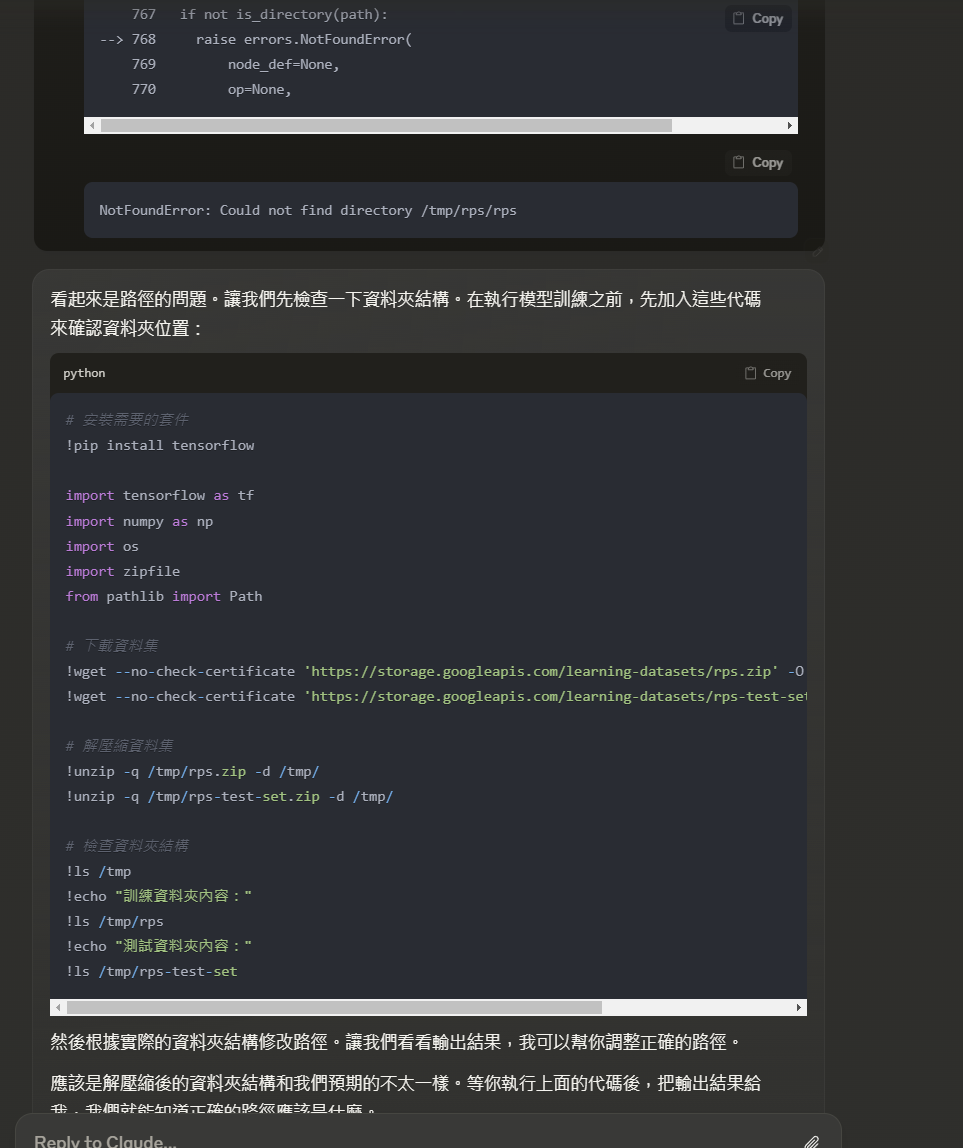 767 if not is_directory(path):
Copy
--> 768 raise errors.NotFoundError(
769 node_def=None,
770 op=None,
Copy
NotFoundError: Could not find directory /tmp/rps/rps
看起來是路徑的問題。讓我們先檢查一下資料夾結構。在執行模型訓練之前，先加入這些代碼
來確認資料夾位置：
python
Copy
# 安裝需要的套件
!pip install tensorflow
import tensorflow as tf
import numpy as np
import os
import zipfile
from pathlib import Path
# 下載資料集
!wget --no-check-certificate 'https://storage.googleapis.com/learning-datasets/rps.zip' -O
!wget --no-check-certificate 'https://storage.googleapis.com/learning-datasets/rps-test-set
# 解壓縮資料集
!unzip -q /tmp/rps.zip -d /tmp/
!unzip -q /tmp/rps-test-set.zip -d /tmp/
# 檢查資料夾結構
!ls /tmp
!echo "訓練資料夾內容："
!ls /tmp/rps
!echo "測試資料夾內容："
!ls /tmp/rps-test-set
然後根據實際的資料夾結構修改路徑。讓我們看看輸出結果，我可以幫你調整正確的路徑。
應該是解壓縮後的資料夾結構和我們預期的不太一樣。等你執行上面的代碼後，把輸出結果給
我，我們就能知道正確的路徑應該是什麼。
Reply to Claude...